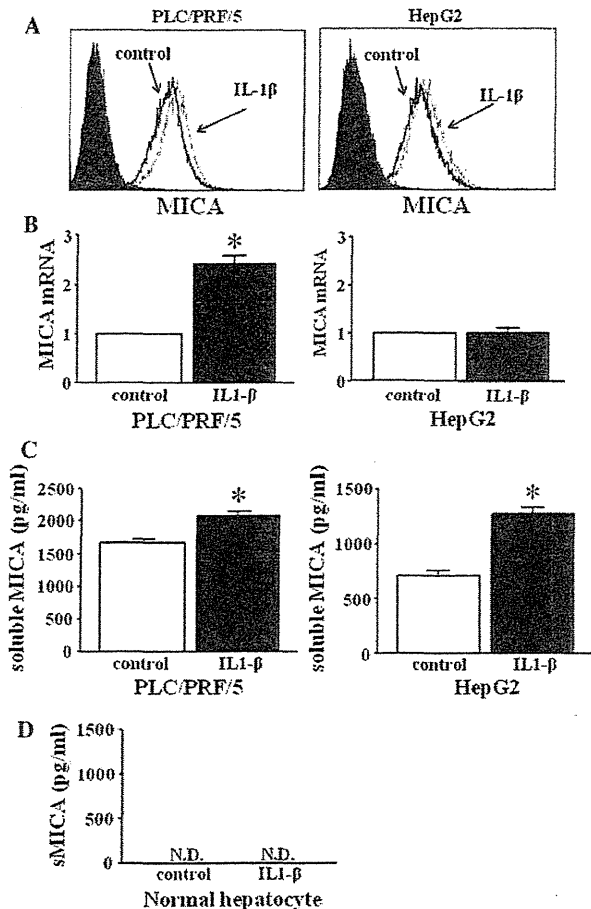 A
PLC/PRF/5
HepG2
control
IL-1β
control
IL-1β
MICA
MICA
B
MICA mRNA
3
2
1
0
*
control
IL1-β
PLC/PRF/5
MICA mRNA
3
2
1
0
control
IL1-β
HepG2
C
soluble MICA (pg/ml)
2500
2000
1500
1000
500
0
*
control
IL1-β
PLC/PRF/5
soluble MICA (pg/ml)
1500
1000
500
0
*
control
IL1-β
HepG2
D
sMICA (pg/ml)
1500
1000
500
0
N.D.
N.D.
control
IL1-β
Normal hepatocyte